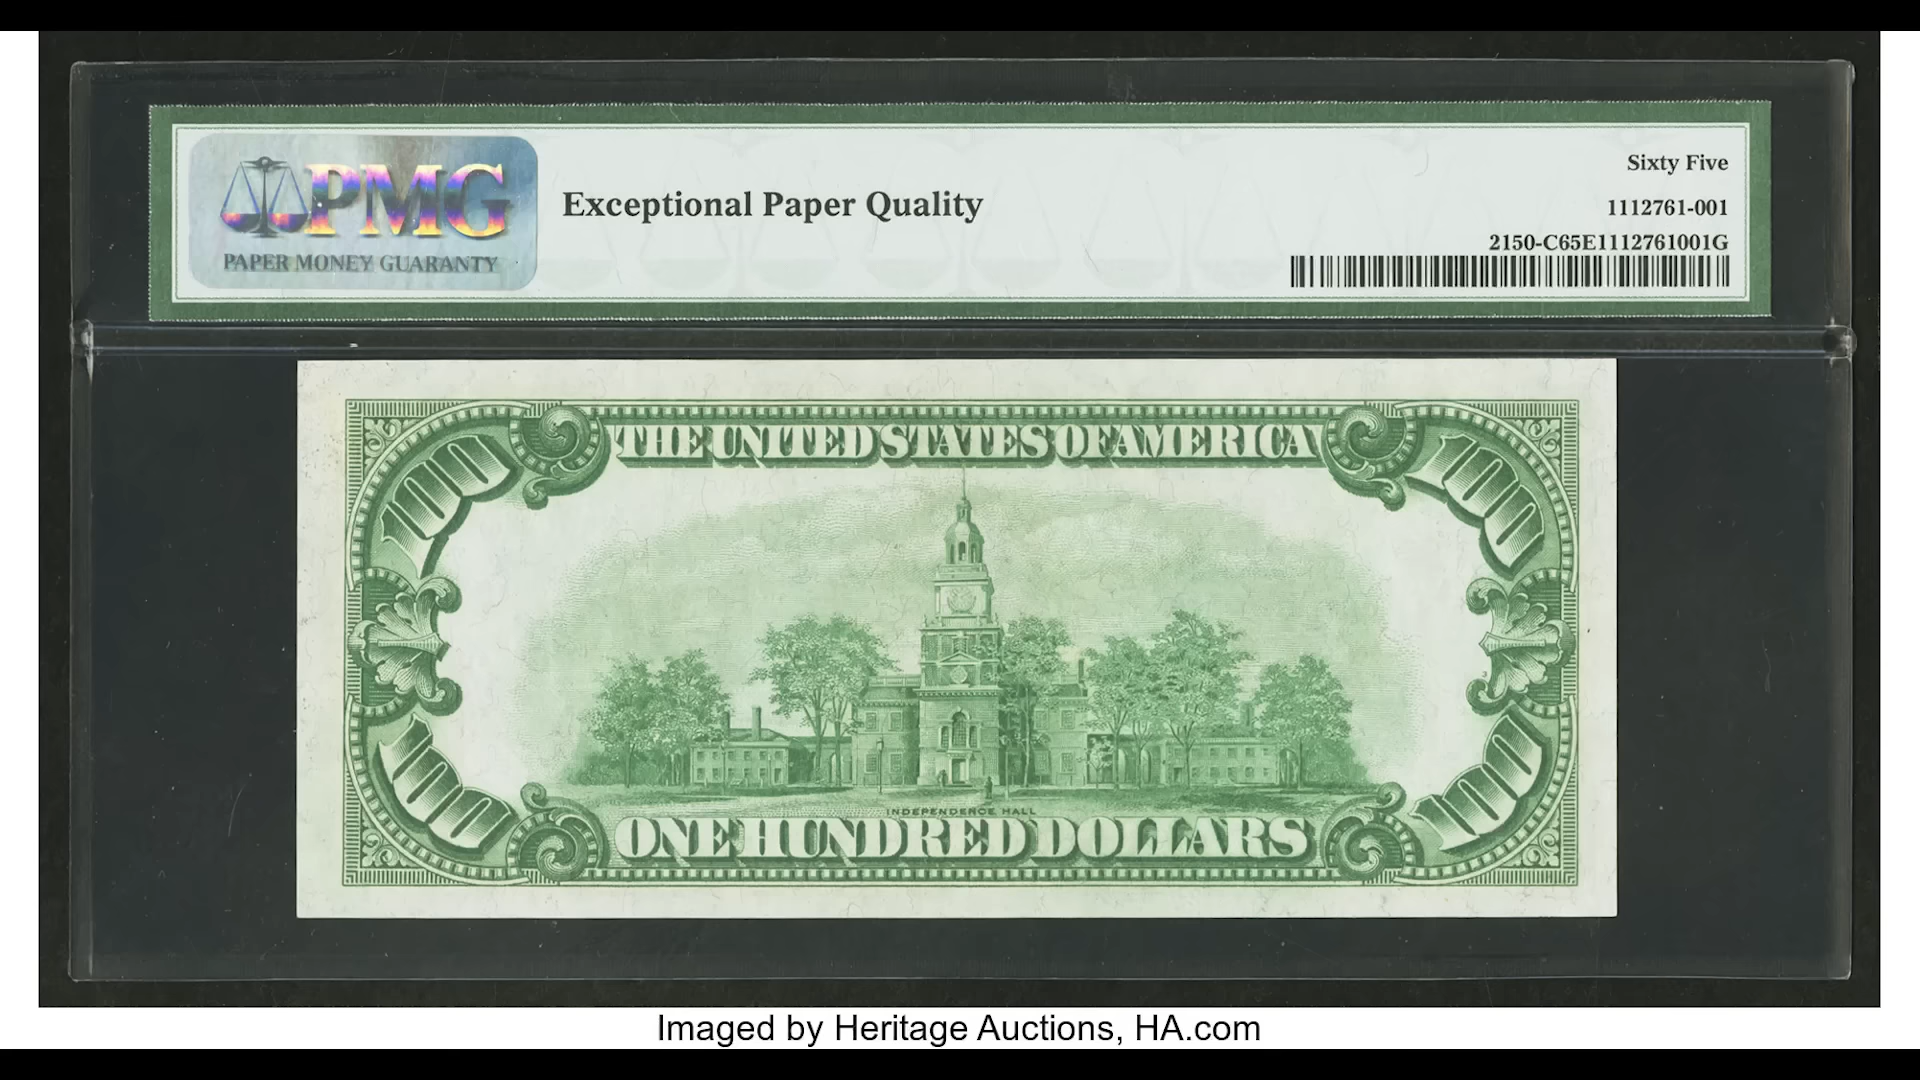 PMG
PAPER MONEY GUARANTY
Exceptional Paper Quality
Sixty Five
1112761-001
2150-C65E1112761001G
THE UNITED STATES OF AMERICA
100
100
INDEPENDENCE HALL
100
100
ONE HUNDRED DOLLARS
Imaged by Heritage Auctions, HA.com